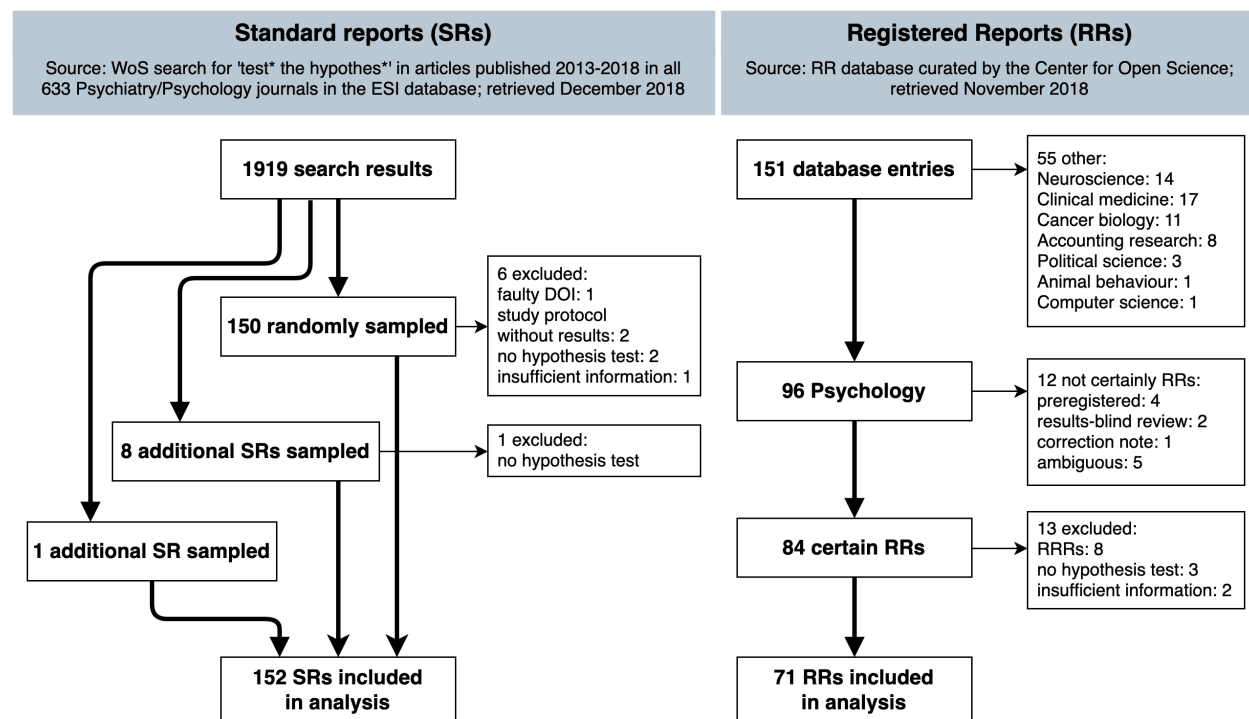 Standard reports (SRs)
Source: WoS search for 'test* the hypothes*' in articles published 2013-2018 in all
633 Psychiatry/Psychology journals in the ESI database; retrieved December 2018
1919 search results
150 randomly sampled
6 excluded:
faulty DOI: 1
study protocol
without results: 2
no hypothesis test: 2
insufficient information: 1
8 additional SRs sampled
1 excluded:
no hypothesis test
1 additional SR sampled
152 SRs included
in analysis
Registered Reports (RRs)
Source: RR database curated by the Center for Open Science;
retrieved November 2018
151 database entries
55 other:
Neuroscience: 14
Clinical medicine: 17
Cancer biology: 11
Accounting research: 8
Political science: 3
Animal behaviour: 1
Computer science: 1
96 Psychology
12 not certainly RRs:
preregistered: 4
results-blind review: 2
correction note: 1
ambiguous: 5
84 certain RRs
13 excluded:
RRRs: 8
no hypothesis test: 3
insufficient information: 2
71 RRs included
in analysis